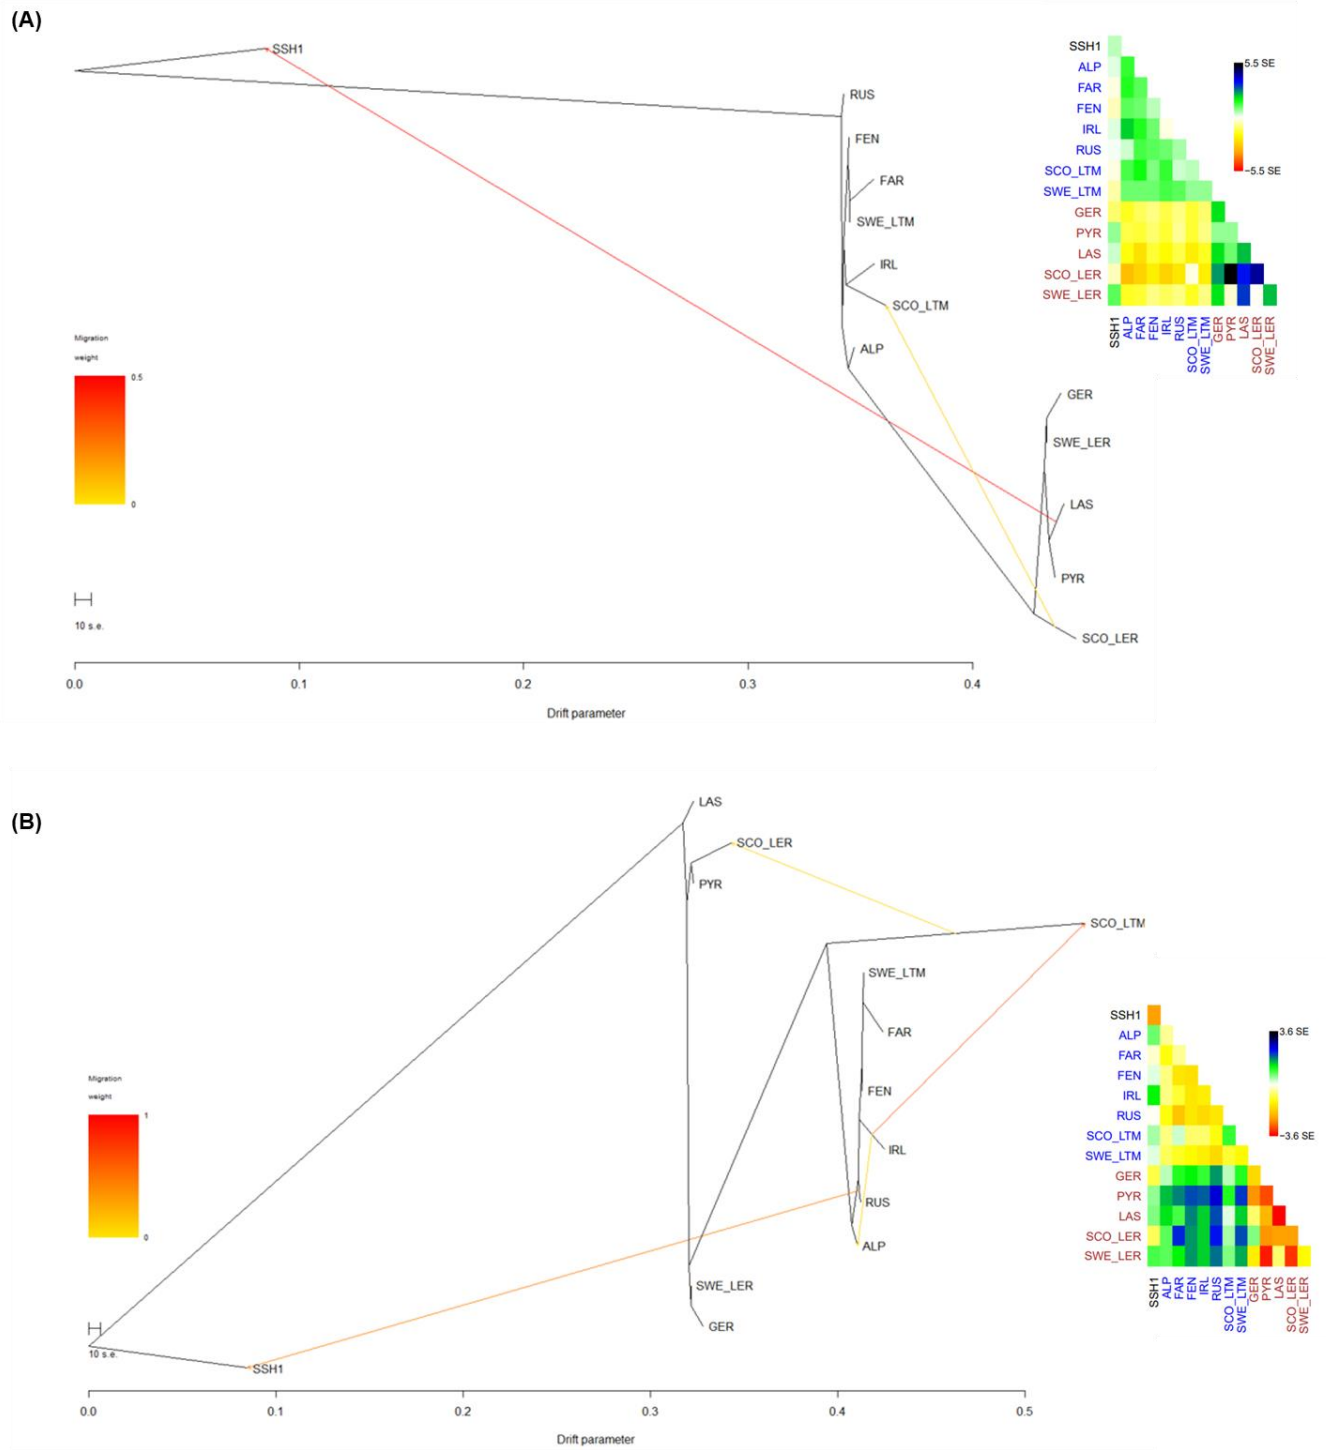 (A)
SSH1
RUS
FEN
FAR
SWE_LTM
IRL
SCO_LTM
ALP
GER
SWE_LER
LAS
PYR
SCO_LER
Migration
weight
0.5
0
10 s.e.
0.0 0.1 0.2 0.3 0.4
Drift parameter
SSH1
ALP
FAR
FEN
IRL
RUS
SCO_LTM
SWE_LTM
GER
PYR
LAS
SCO_LER
SWE_LER
5.5 SE
−5.5 SE
SSH1 ALP FAR FEN IRL RUS SCO_LTM SWE_LTM GER PYR LAS SCO_LER SWE_LER
(B)
LAS
SCO_LER
PYR
SCO_LTM
SWE_LTM
FAR
FEN
IRL
RUS
ALP
SWE_LER
GER
SSH1
Migration
weight
1
0
10 s.e.
0.0 0.1 0.2 0.3 0.4 0.5
Drift parameter
SSH1
ALP
FAR
FEN
IRL
RUS
SCO_LTM
SWE_LTM
GER
PYR
LAS
SCO_LER
SWE_LER
3.6 SE
−3.6 SE
SSH1 ALP FAR FEN IRL RUS SCO_LTM SWE_LTM GER PYR LAS SCO_LER SWE_LER